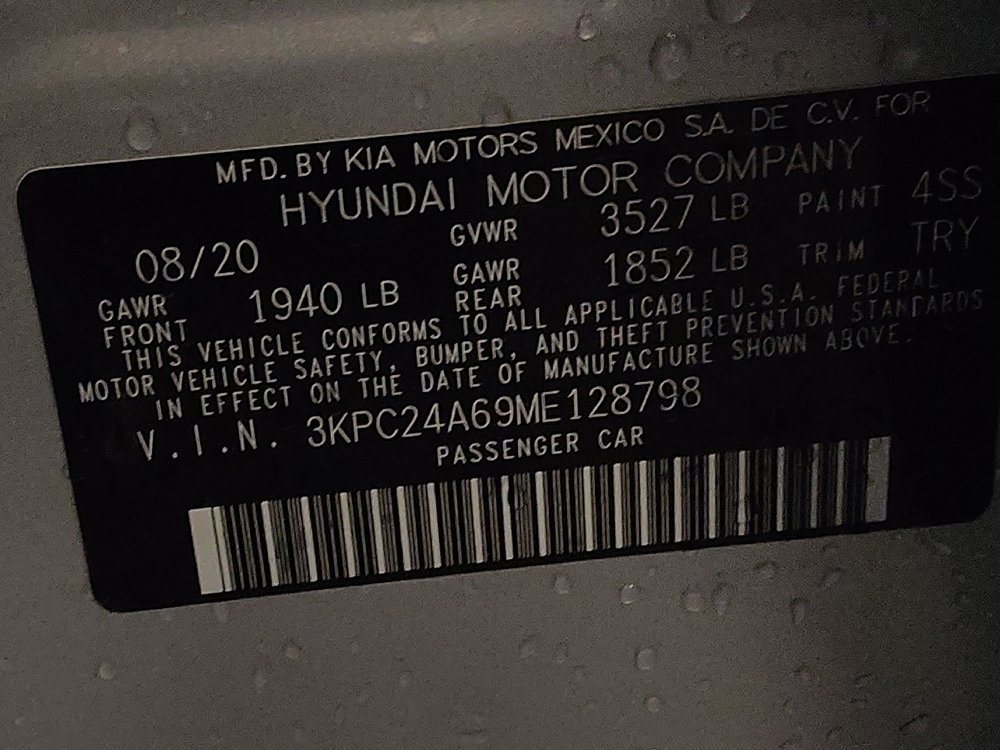 MFD. BY KIA MOTORS MEXICO S.A. DE C.V. FOR
HYUNDAI MOTOR COMPANY
08/20 GVWR 3527 LB PAINT 4SS
GAWR FRONT 1940 LB GAWR REAR 1852 LB TRIM TRY
THIS VEHICLE CONFORMS TO ALL APPLICABLE U.S.A. FEDERAL
MOTOR VEHICLE SAFETY, BUMPER, AND THEFT PREVENTION STANDARDS
IN EFFECT ON THE DATE OF MANUFACTURE SHOWN ABOVE.
V.I.N. 3KPC24A69ME128798
PASSENGER CAR